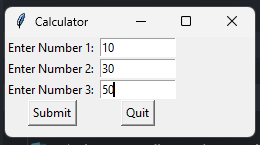 Calculator
Enter Number 1: 10
Enter Number 2: 30
Enter Number 3: 50
Submit Quit